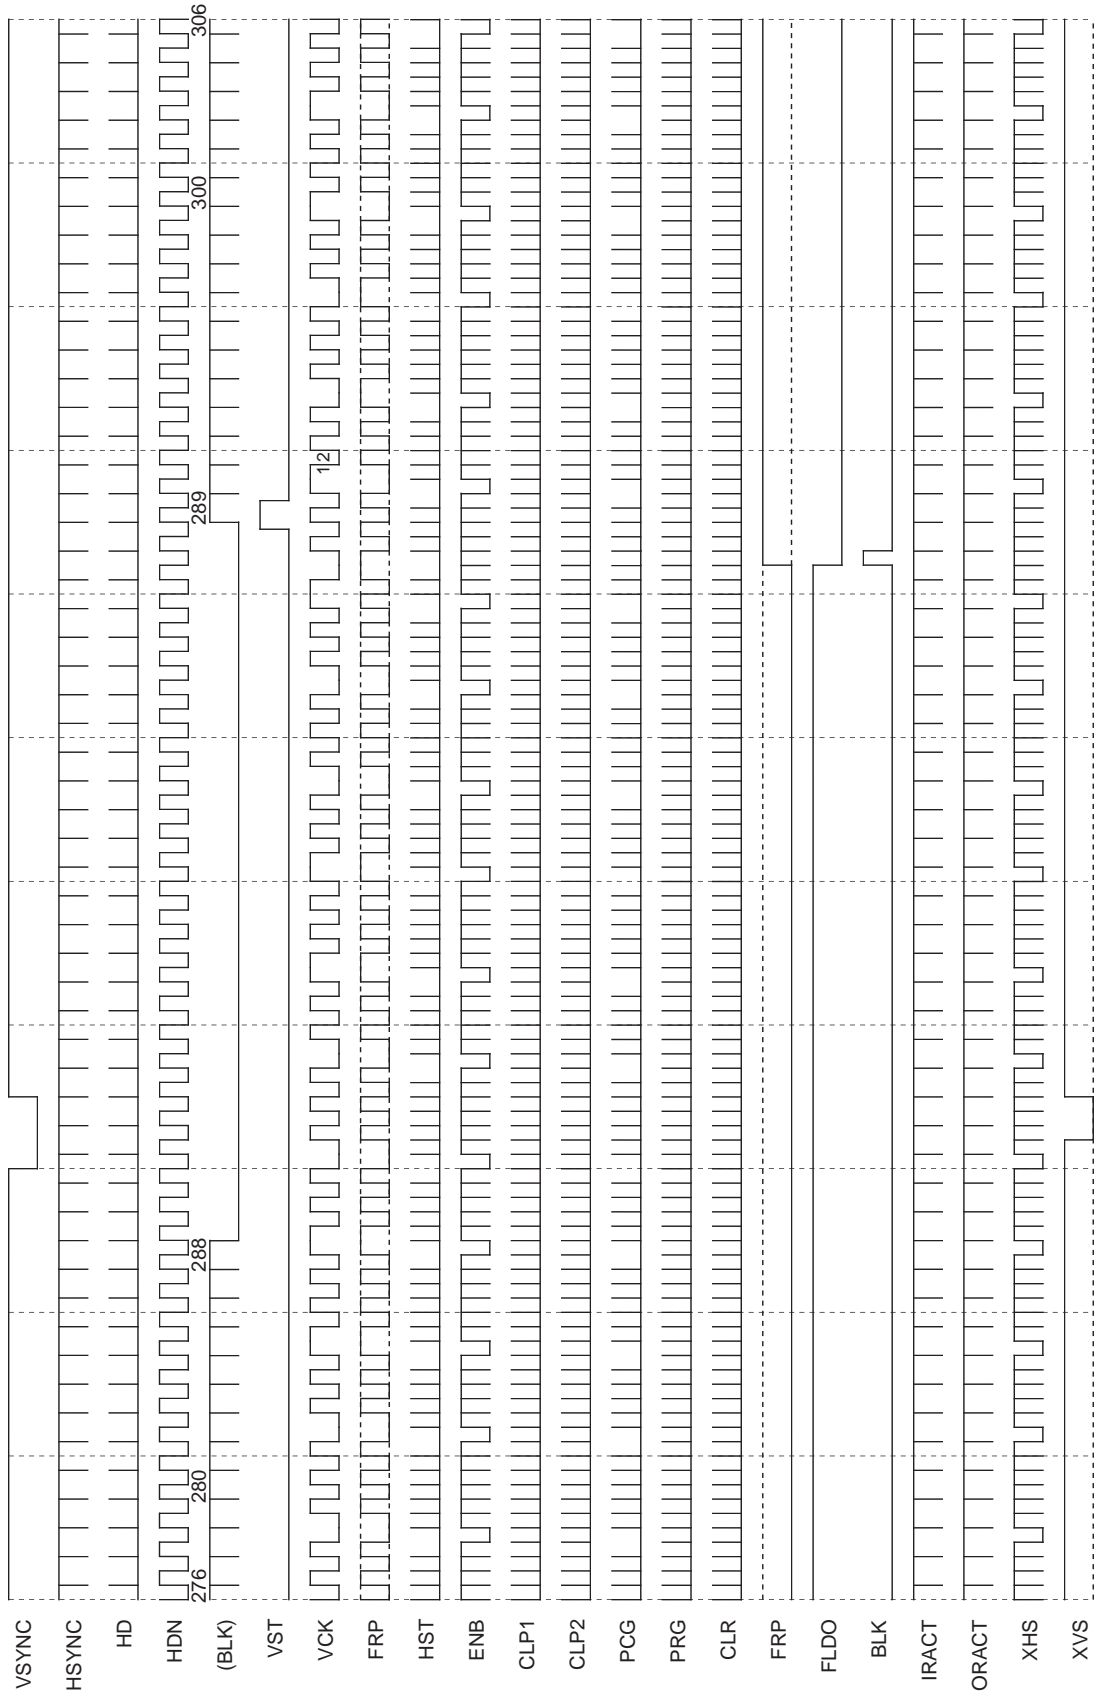 VSYNC
HSYNC
HD
HDN
276
280
288
289
300
306
(BLK)
VST
VCK
12
FRP
HST
ENB
CLP1
CLP2
PCG
PRG
CLR
FRP
FLDO
BLK
IRACT
ORACT
XHS
XVS